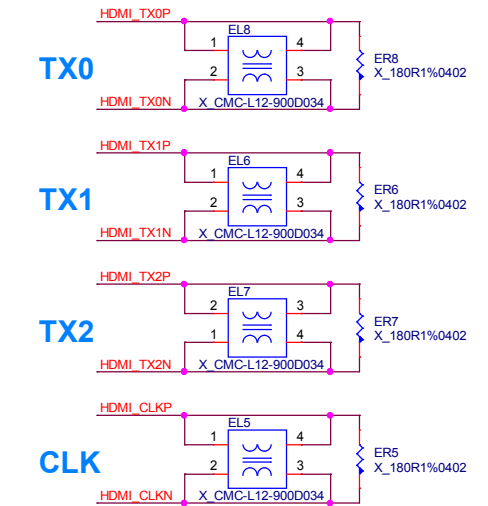 HDMI_TX0P
EL8
1 4
TX0
ER8
X_180R1%0402
2 3
HDMI_TX0N X_CMC-L12-900D034
HDMI_TX1P
EL6
1 4
TX1
ER6
X_180R1%0402
2 3
HDMI_TX1N X_CMC-L12-900D034
HDMI_TX2P
EL7
2 3
TX2
ER7
X_180R1%0402
1 4
HDMI_TX2N X_CMC-L12-900D034
HDMI_CLKP
EL5
1 4
CLK
ER5
X_180R1%0402
2 3
HDMI_CLKN X_CMC-L12-900D034